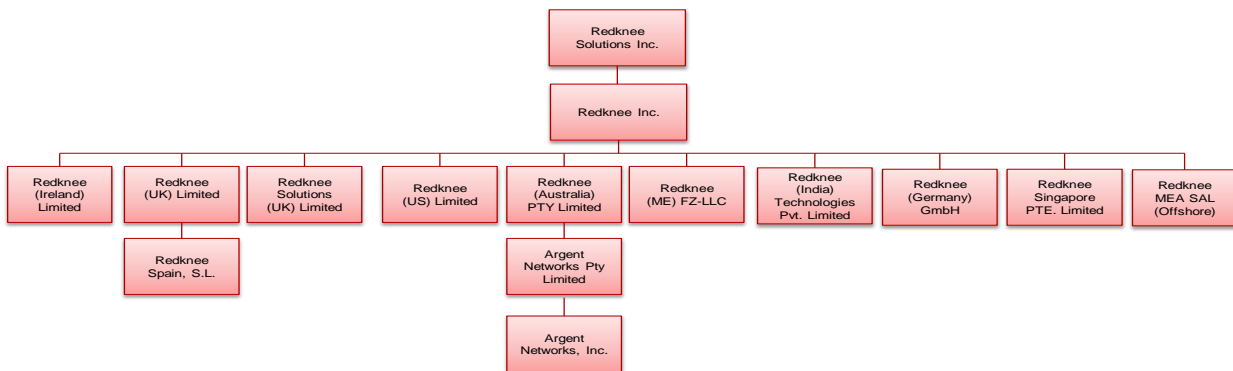 Redknee
Solutions Inc.
Redknee Inc.
Redknee
(Ireland)
Limited
Redknee
(UK) Limited
Redknee
Solutions
(UK) Limited
Redknee
(US) Limited
Redknee
(Australia)
PTY Limited
Redknee
(ME) FZ-LLC
Redknee
(India)
Technologies
Pvt. Limited
Redknee
(Germany)
GmbH
Redknee
Singapore
PTE. Limited
Redknee
MEA SAL
(Offshore)
Redknee
Spain, S.L.
Argent
Networks Pty
Limited
Argent
Networks, Inc.